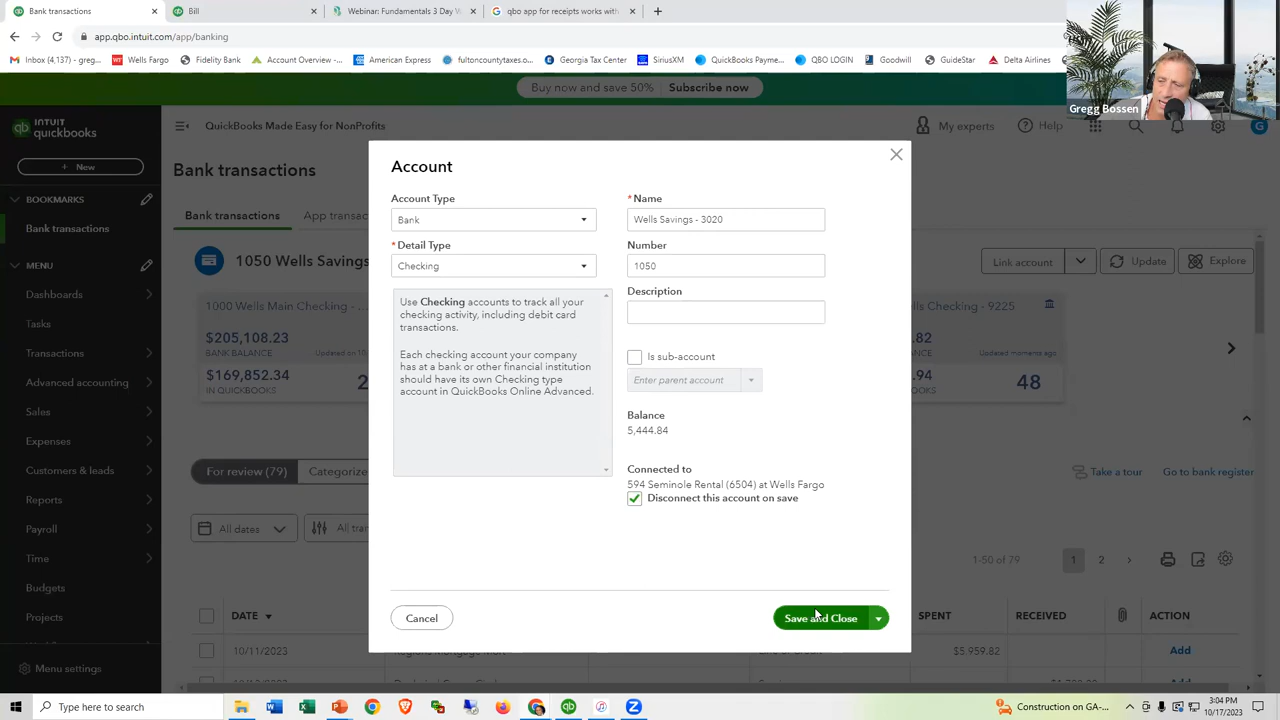 Bank transactions
Bill
Webinar: Fundamentals 3 Day V
qbo app for receipts works with
app.qbo.intuit.com/app/banking
Inbox (4,137) - greg...
Wells Fargo
Fidelity Bank
Account Overview -...
American Express
fultoncountytaxes.o...
Georgia Tax Center
SiriusXM
QuickBooks Payme...
QBO LOGIN
Goodwill
GuideStar
Delta Airlines
Buy now and save 50%
Subscribe now
Gregg Bossen
INTUIT
quickbooks
QuickBooks Made Easy for NonProfits
My experts
Help
G
+ New
BOOKMARKS
Bank transactions
MENU
Dashboards
Tasks
Transactions
Advanced accounting
Sales
Expenses
Customers & leads
Reports
Payroll
Time
Budgets
Projects
Menu settings
Bank transactions
Bank transactions
App transac
1050 Wells Savings
Link account
Update
Explore
1000 Wells Main Checking - ...
$205,108.23
BANK BALANCE
Updated on 10
$169,852.34
IN QUICKBOOKS
2
ells Checking - 9225
.82
Updated moments ago
.94
OOKS
48
For review (79)
Categorize
Take a tour
Go to bank register
All dates
All tra
1-50 of 79
1
2
DATE
SPENT
RECEIVED
ACTION
10/11/2023
$5,959.82
Add
Account
Account Type
Bank
* Detail Type
Checking
Use Checking accounts to track all your
checking activity, including debit card
transactions.
Each checking account your company
has at a bank or other financial institution
should have its own Checking type
account in QuickBooks Online Advanced.
* Name
Wells Savings - 3020
Number
1050
Description
Is sub-account
Enter parent account
Balance
5,444.84
Connected to
594 Seminole Rental (6504) at Wells Fargo
Disconnect this account on save
Cancel
Save and Close
Type here to search
Construction on GA-...
3:04 PM
10/17/2023